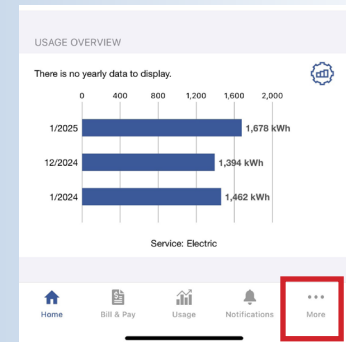 USAGE OVERVIEW
There is no yearly data to display.
0 400 800 1,200 1,600 2,000
1/2025 1,678 kWh
12/2024 1,394 kWh
1/2024 1,462 kWh
Service: Electric
Home Bill & Pay Usage Notifications More